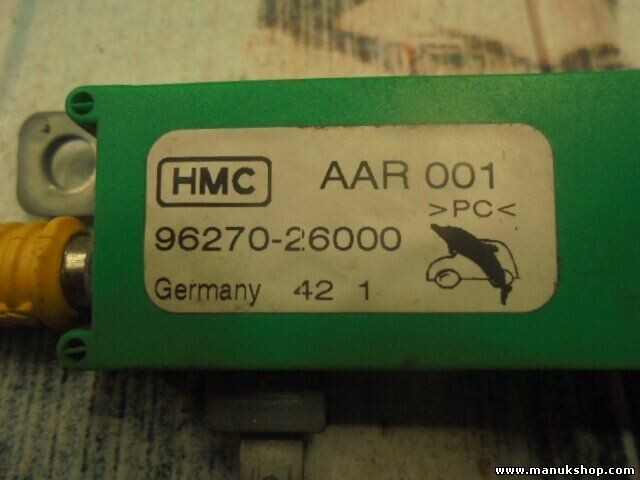 HMC AAR 001
>PC<
96270-26000
Germany 42 1
www.manukshop.com